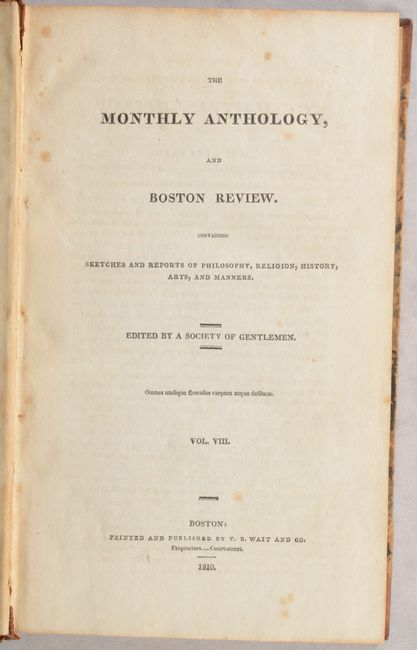 THE
MONTHLY ANTHOLOGY,
AND
BOSTON REVIEW.
CONTAINING
SKETCHES AND REPORTS OF PHILOSOPHY, RELIGION, HISTORY,
ARTS, AND MANNERS.
EDITED BY A SOCIETY OF GENTLEMEN.
Omnes undique flosculos carpam atque delibem.
VOL. VIII.
BOSTON:
PRINTED AND PUBLISHED BY T. B. WAIT AND CO.
Proprietors—Court-street.
1810.